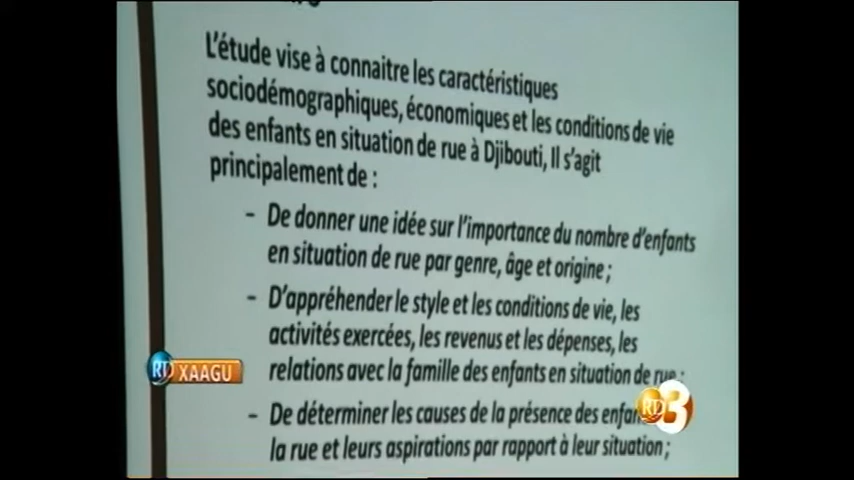 L'étude vise à connaitre les caractéristiques
sociodémographiques, économiques et les conditions de vie
des enfants en situation de rue à Djibouti, Il s'agit
principalement de :
– De donner une idée sur l'importance du nombre d'enfants
en situation de rue par genre, âge et origine ;
– D'appréhender le style et les conditions de vie, les
activités exercées, les revenus et les dépenses, les
relations avec la famille des enfants en situation de rue ;
– De déterminer les causes de la présence des
la rue et leurs aspirations par rapport à leur situation ;
RTD XAAGU
RTD 3